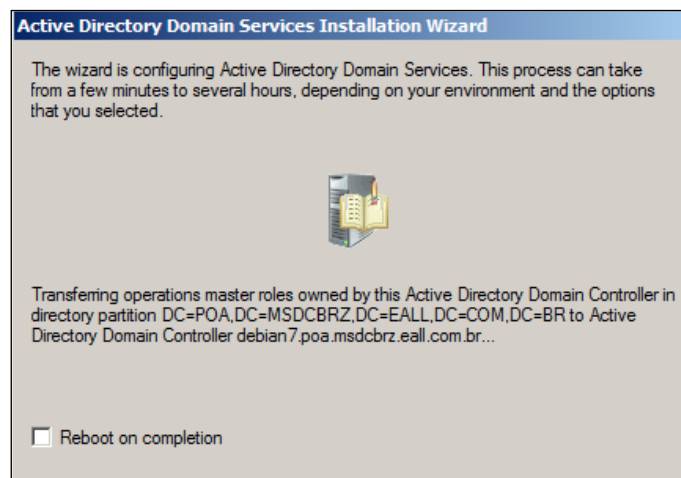 Active Directory Domain Services Installation Wizard
The wizard is configuring Active Directory Domain Services. This process can take
from a few minutes to several hours, depending on your environment and the options
that you selected.
Transferring operations master roles owned by this Active Directory Domain Controller in
directory partition DC=POA,DC=MSDCBRZ,DC=EALL,DC=COM,DC=BR to Active
Directory Domain Controller debian7.poa.msdcbrz.eall.com.br...
Reboot on completion